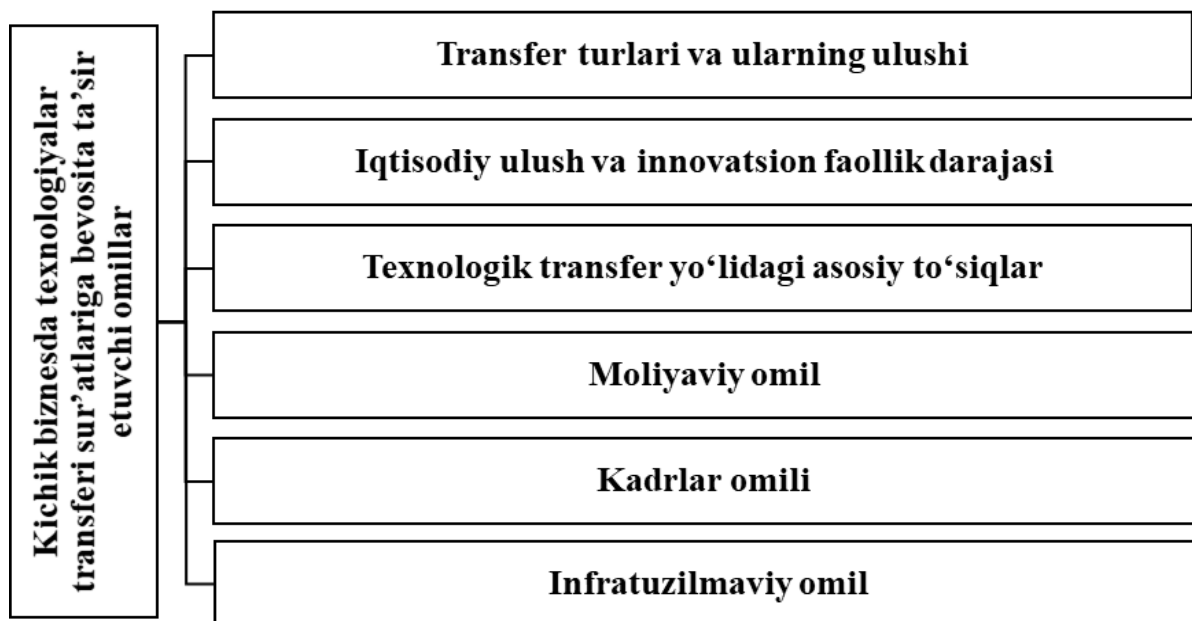 Kichik biznesda texnologiyalar
transferi sur’atlariga bevosita ta’sir
etuvchi omillar
Transfer turlari va ularning ulushi
Iqtisodiy ulush va innovatsion faollik darajasi
Texnologik transfer yo‘lidagi asosiy to‘siqlar
Moliyaviy omil
Kadrlar omili
Infratuzilmaviy omil